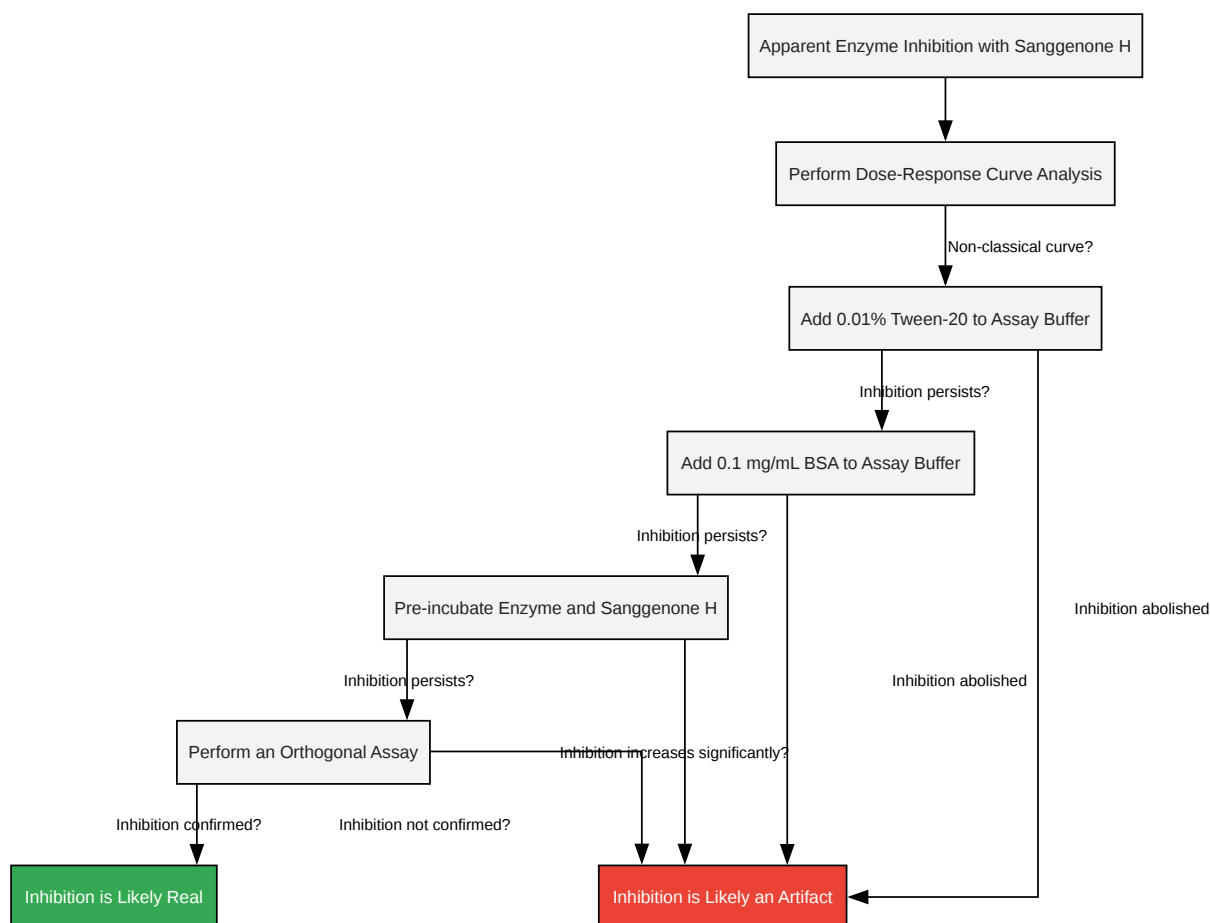 Apparent Enzyme Inhibition with Sanggenone H
Perform Dose-Response Curve Analysis
Non-classical curve?
Add 0.01% Tween-20 to Assay Buffer
Inhibition persists?
Add 0.1 mg/mL BSA to Assay Buffer
Inhibition persists?
Pre-incubate Enzyme and Sanggenone H
Inhibition abolished
Inhibition persists?
Inhibition abolished
Perform an Orthogonal Assay
Inhibition increases significantly?
Inhibition confirmed?
Inhibition not confirmed?
Inhibition is Likely Real
Inhibition is Likely an Artifact